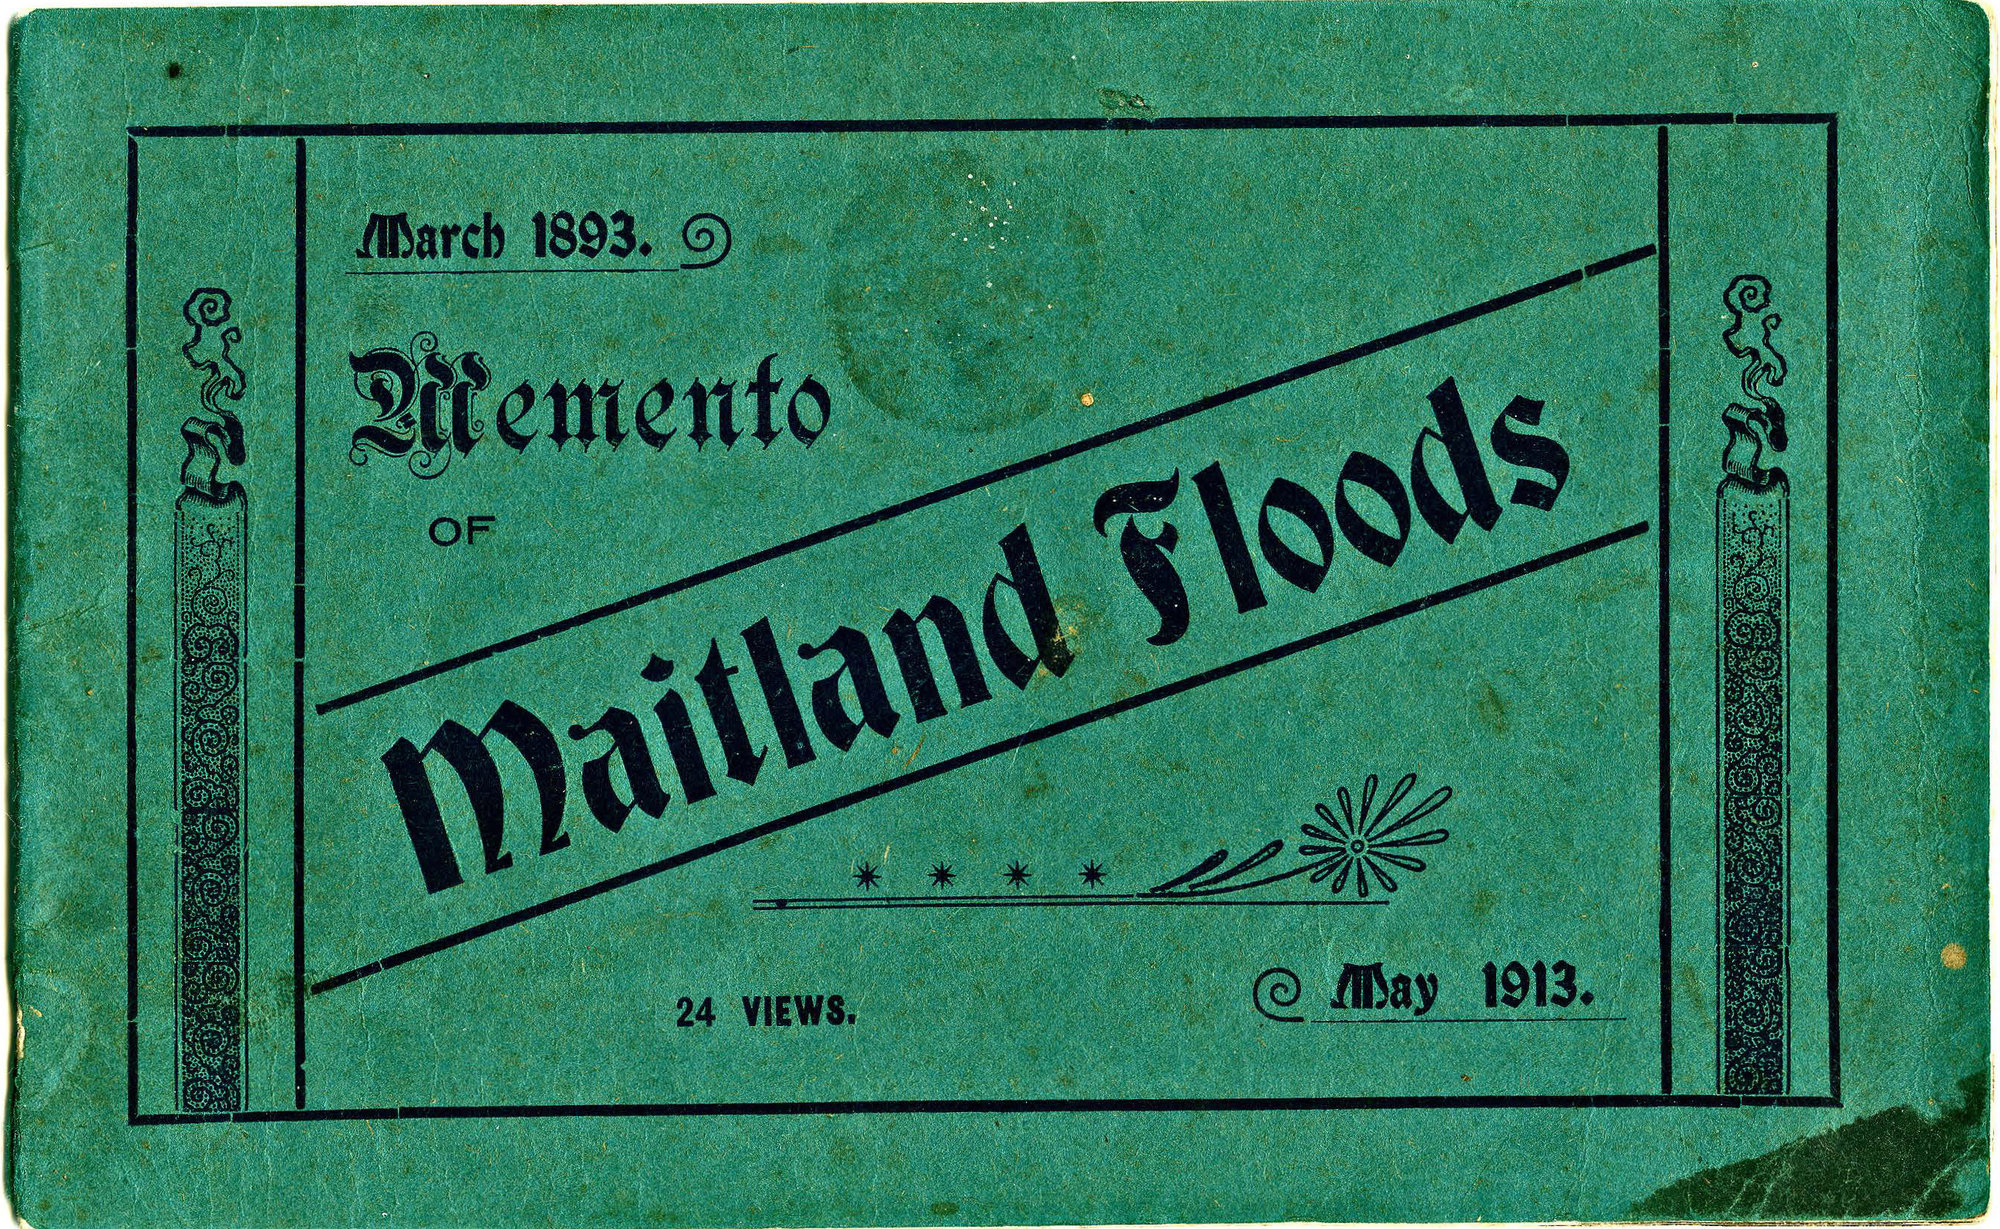 March 1893.
Memento
OF
Maitland Floods
24 VIEWS.
May 1913.